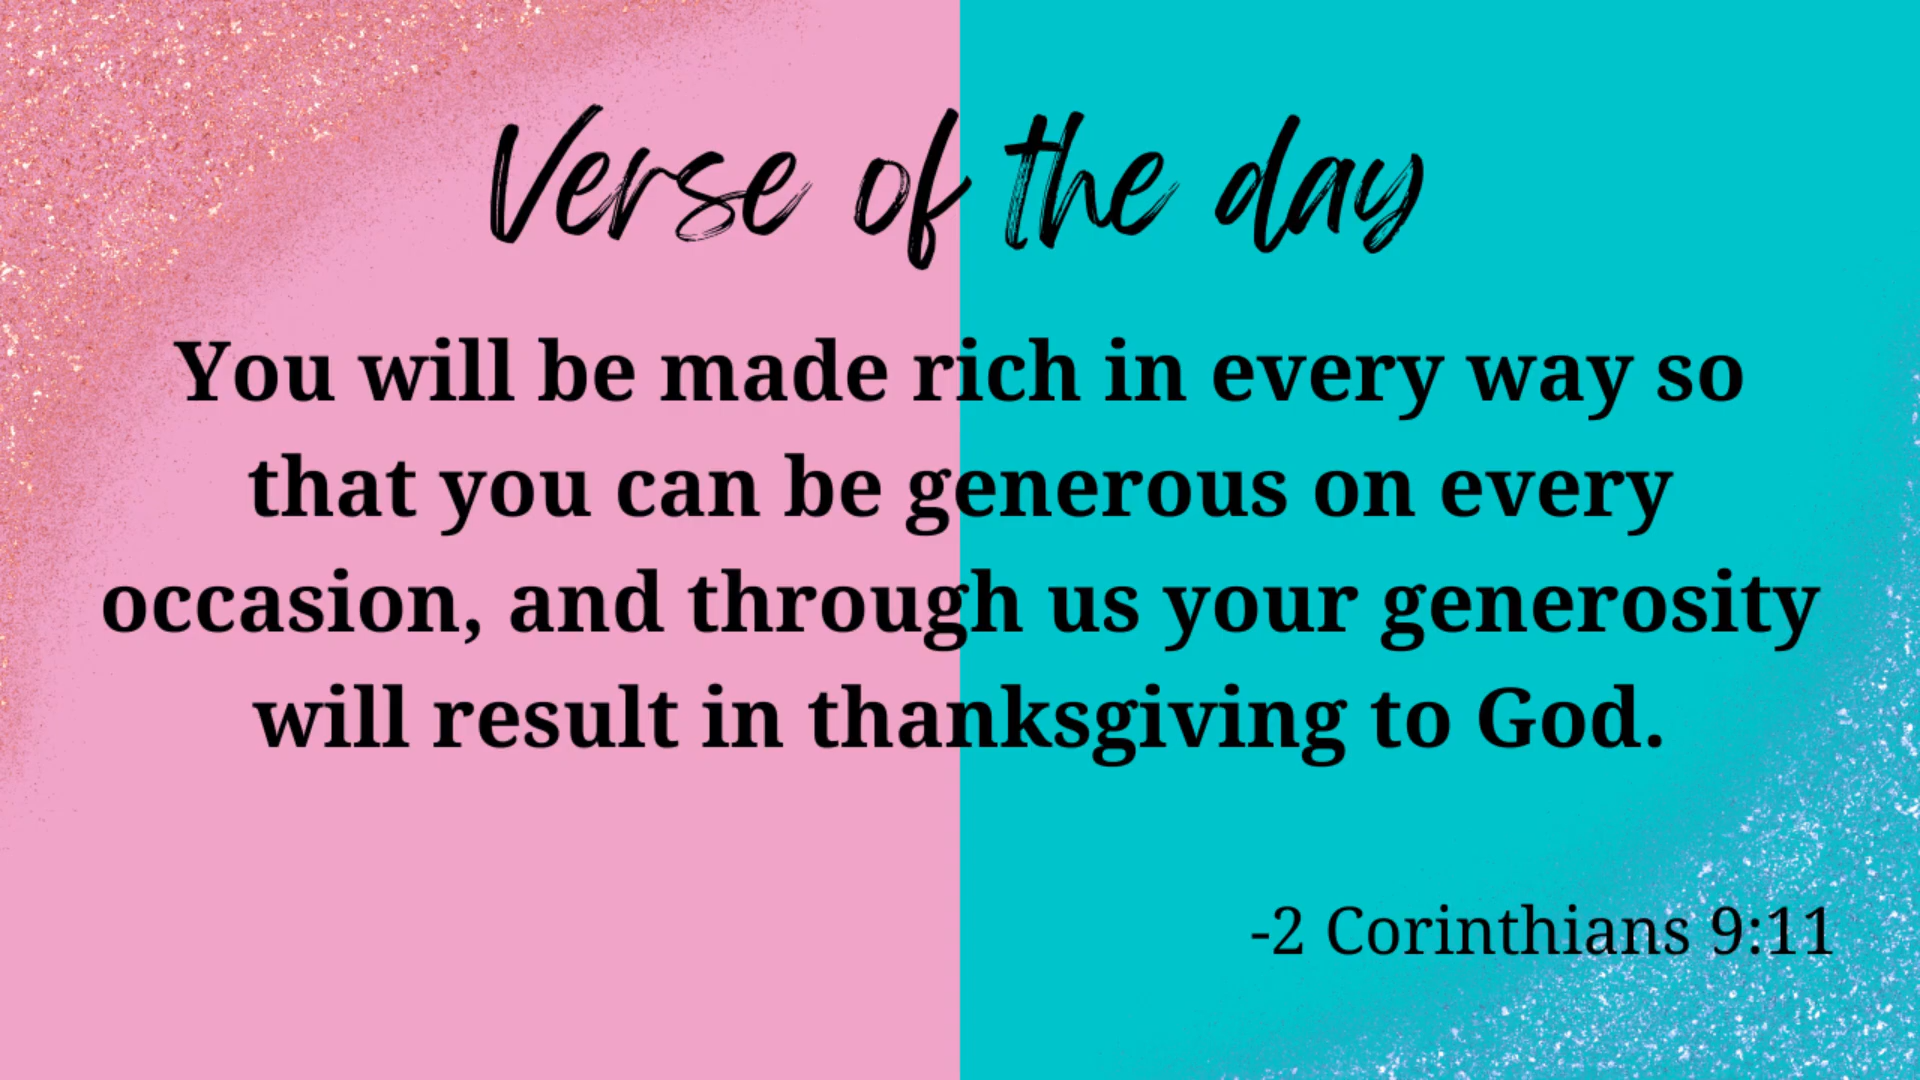 Verse of the day
You will be made rich in every way so
that you can be generous on every
occasion, and through us your generosity
will result in thanksgiving to God.
-2 Corinthians 9:11